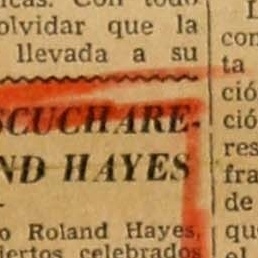 olvidar que la
llevada a su
SCUCHARE-
ND HAYES
o Roland Hayes,
iertos celebrados
con
ta
ció
ció
res
fra
de
que
el